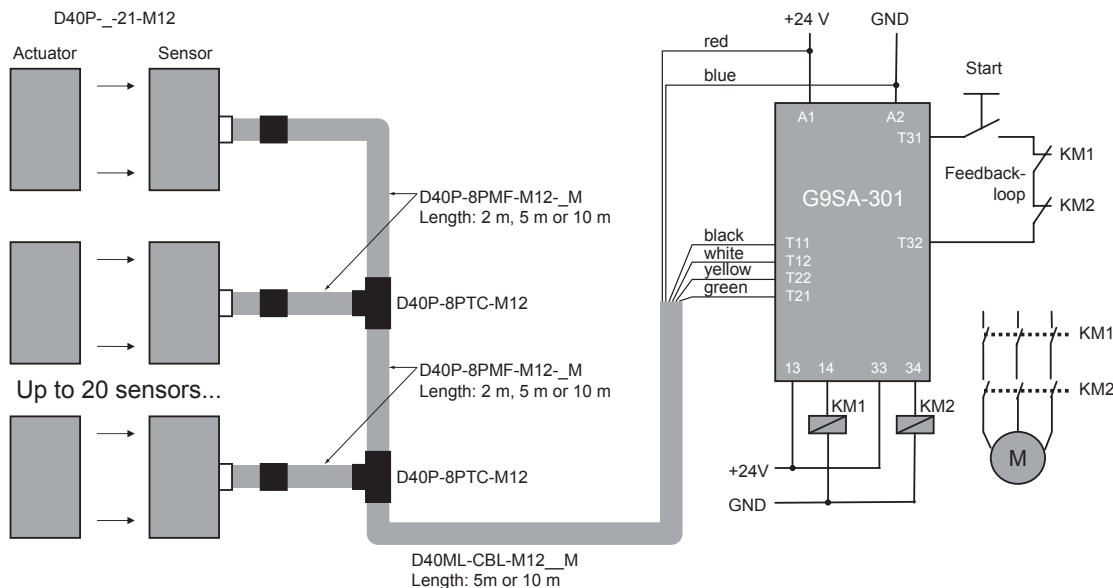 D40P-_-21-M12
Actuator
Sensor
+24 V
GND
red
blue
Start
A1
A2
T31
KM1
Feedback-
loop
G9SA-301
KM2
D40P-8PMF-M12-_M
Length: 2 m, 5 m or 10 m
black
T11
T32
white
T12
yellow
T22
green
T21
D40P-8PTC-M12
KM1
D40P-8PMF-M12-_M
Length: 2 m, 5 m or 10 m
13
14
33
34
KM2
Up to 20 sensors...
KM1
KM2
M
D40P-8PTC-M12
+24V
GND
D40ML-CBL-M12__M
Length: 5m or 10 m